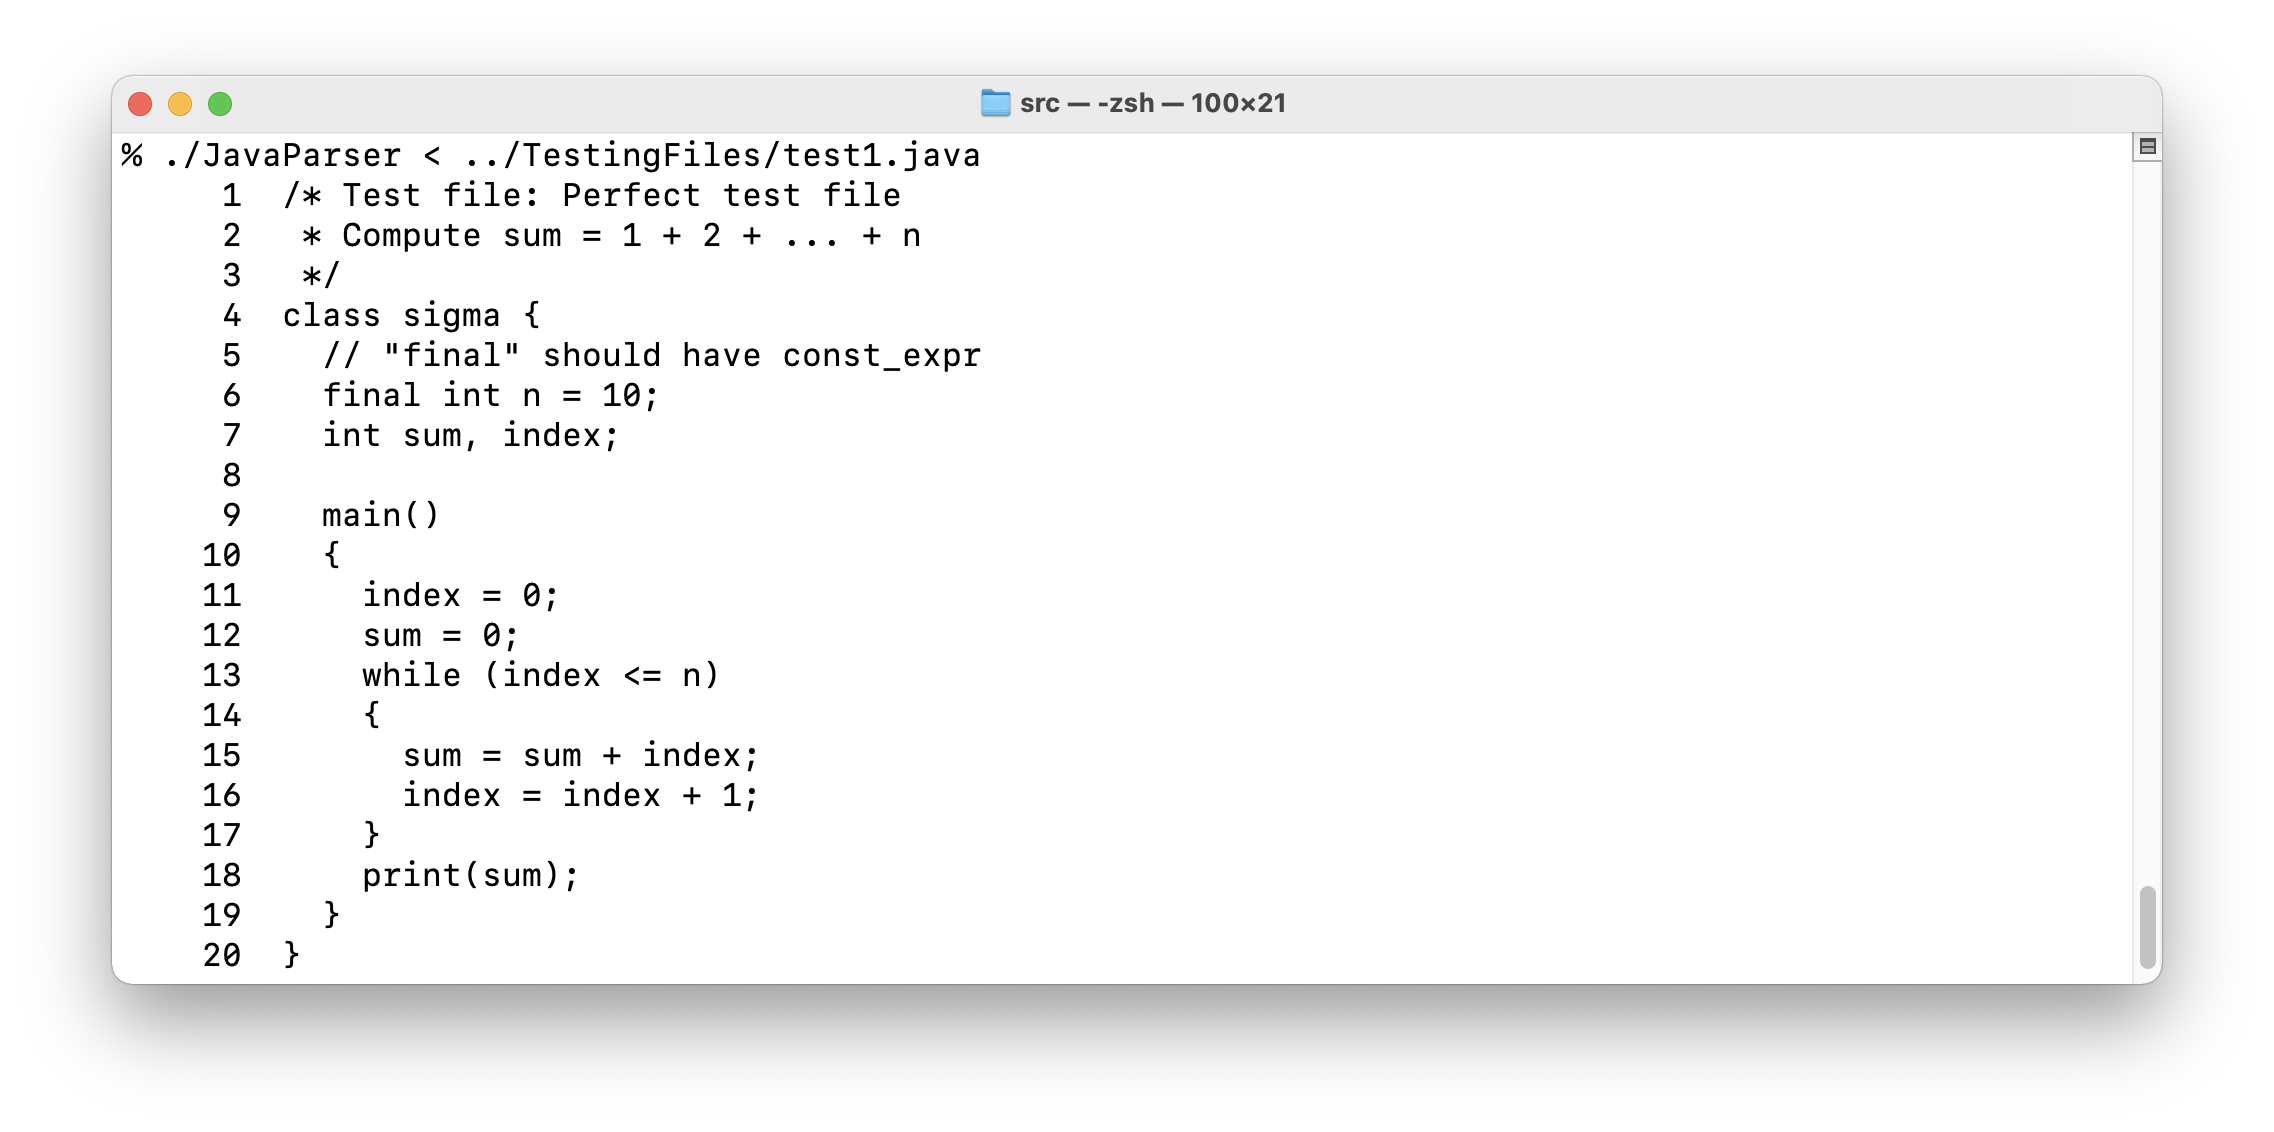 src — -zsh — 100×21
% ./JavaParser < ../TestingFiles/test1.java
1 /* Test file: Perfect test file
2  * Compute sum = 1 + 2 + ... + n
3  */
4 class sigma {
5   // "final" should have const_expr
6   final int n = 10;
7   int sum, index;
8
9   main()
10   {
11     index = 0;
12     sum = 0;
13     while (index <= n)
14     {
15       sum = sum + index;
16       index = index + 1;
17     }
18     print(sum);
19   }
20 }